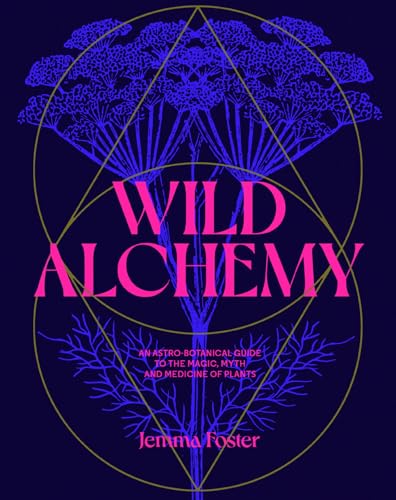 WILD
ALCHEMY
AN ASTRO-BOTANICAL GUIDE
TO THE MAGIC, MYTH
AND MEDICINE OF PLANTS
Jemma Foster